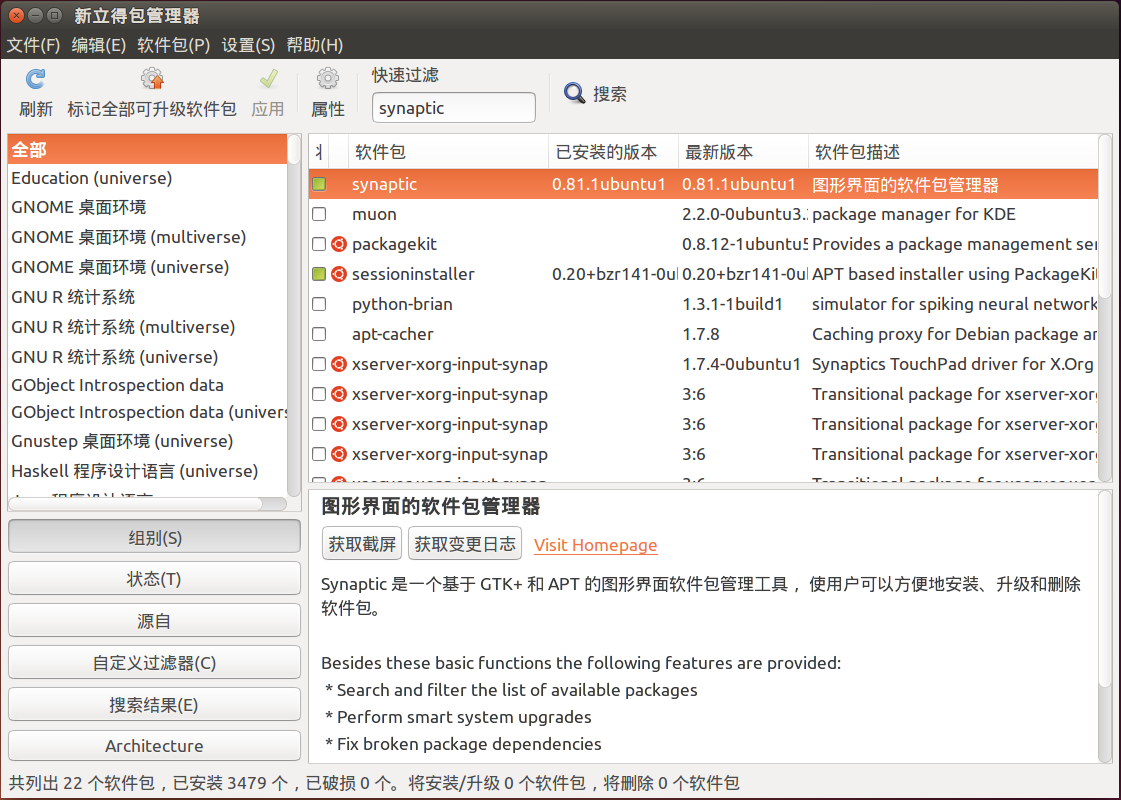 新立得包管理器
文件(F) 编辑(E) 软件包(P) 设置(S) 帮助(H)
刷新 标记全部可升级软件包 应用 属性
快速过滤
synaptic
搜索
全部
Education (universe)
GNOME 桌面环境
GNOME 桌面环境 (multiverse)
GNOME 桌面环境 (universe)
GNU R 统计系统
GNU R 统计系统 (multiverse)
GNU R 统计系统 (universe)
GObject Introspection data
GObject Introspection data (univers
Gnustep 桌面环境 (universe)
Haskell 程序设计语言 (universe)
组别(S)
状态(T)
源自
自定义过滤器(C)
搜索结果(E)
Architecture
软件包 已安装的版本 最新版本 软件包描述
synaptic 0.81.1ubuntu1 0.81.1ubuntu1 图形界面的软件包管理器
muon 2.2.0-0ubuntu3. package manager for KDE
packagekit 0.8.12-1ubuntu5 Provides a package management ser
sessioninstaller 0.20+bzr141-0ul 0.20+bzr141-0ul APT based installer using PackageKi
python-brian 1.3.1-1build1 simulator for spiking neural network
apt-cacher 1.7.8 Caching proxy for Debian package ar
xserver-xorg-input-synap 1.7.4-0ubuntu1 Synaptics TouchPad driver for X.Org
xserver-xorg-input-synap 3:6 Transitional package for xserver-xor
xserver-xorg-input-synap 3:6 Transitional package for xserver-xor
xserver-xorg-input-synap 3:6 Transitional package for xserver-xor
图形界面的软件包管理器
获取截屏 获取变更日志 Visit Homepage
Synaptic 是一个基于 GTK+ 和 APT 的图形界面软件包管理工具，使用户可以方便地安装、升级和删除
软件包。
Besides these basic functions the following features are provided:
* Search and filter the list of available packages
* Perform smart system upgrades
* Fix broken package dependencies
共列出 22 个软件包，已安装 3479 个，已破损 0 个。将安装/升级 0 个软件包，将删除 0 个软件包